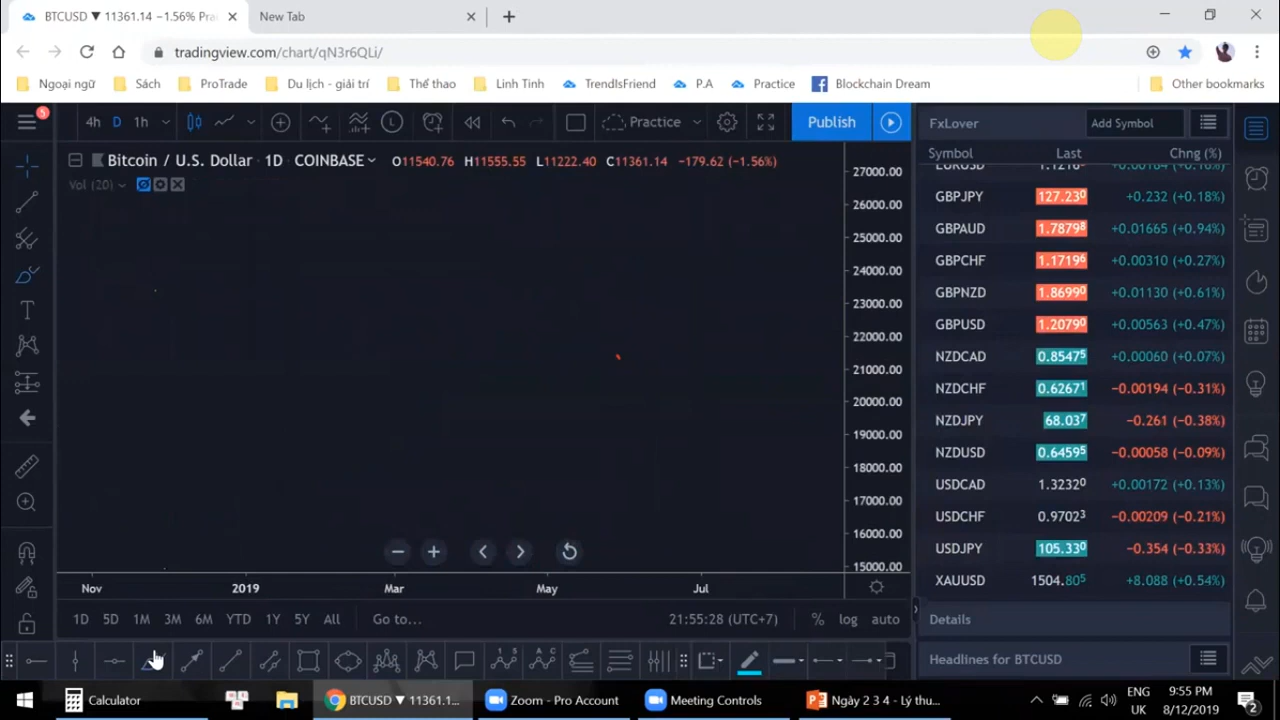 BTCUSD ▼ 11361.14 −1.56% Pra
New Tab
tradingview.com/chart/qN3r6QLi/
Ngoại ngữ Sách ProTrade Du lịch - giải trí Thể thao Linh Tinh TrendIsFriend P.A Practice Blockchain Dream Other bookmarks
4h D 1h Practice Publish
Bitcoin / U.S. Dollar 1D COINBASE O11540.76 H11555.55 L11222.40 C11361.14 −179.62 (−1.56%)
Vol (20)
27000.00
26000.00
25000.00
24000.00
23000.00
22000.00
21000.00
20000.00
19000.00
18000.00
17000.00
16000.00
15000.00
Nov 2019 Mar May Jul
1D 5D 1M 3M 6M YTD 1Y 5Y All Go to... 21:55:28 (UTC+7) % log auto
FxLover Add Symbol
Symbol Last Chng (%)
GBPJPY 127.230 +0.232 (+0.18%)
GBPAUD 1.78798 +0.01665 (+0.94%)
GBPCHF 1.17196 +0.00310 (+0.27%)
GBPNZD 1.86990 +0.01130 (+0.61%)
GBPUSD 1.20790 +0.00563 (+0.47%)
NZDCAD 0.85475 +0.00060 (+0.07%)
NZDCHF 0.62671 −0.00194 (−0.31%)
NZDJPY 68.037 −0.261 (−0.38%)
NZDUSD 0.64595 −0.00058 (−0.09%)
USDCAD 1.32320 +0.00172 (+0.13%)
USDCHF 0.97023 −0.00209 (−0.21%)
USDJPY 105.330 −0.354 (−0.33%)
XAUUSD 1504.805 +8.088 (+0.54%)
Details
Headlines for BTCUSD
Calculator BTCUSD ▼ 11361.1... Zoom - Pro Account Meeting Controls Ngày 2 3 4 - Lý thu...
ENG
UK
9:55 PM
8/12/2019
2